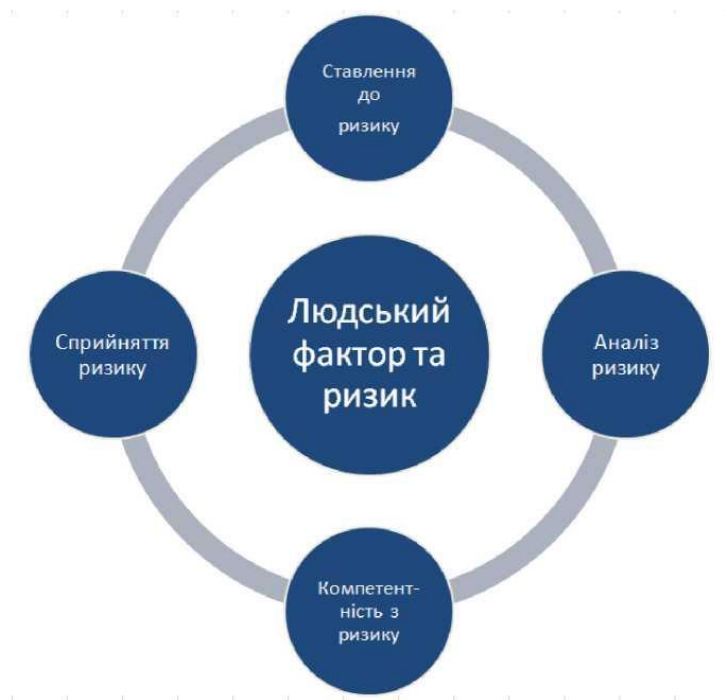 Ставлення
до
ризику
Сприйняття
ризику
Людський
фактор та
ризик
Аналіз
ризику
Компетент-
ність з
ризику